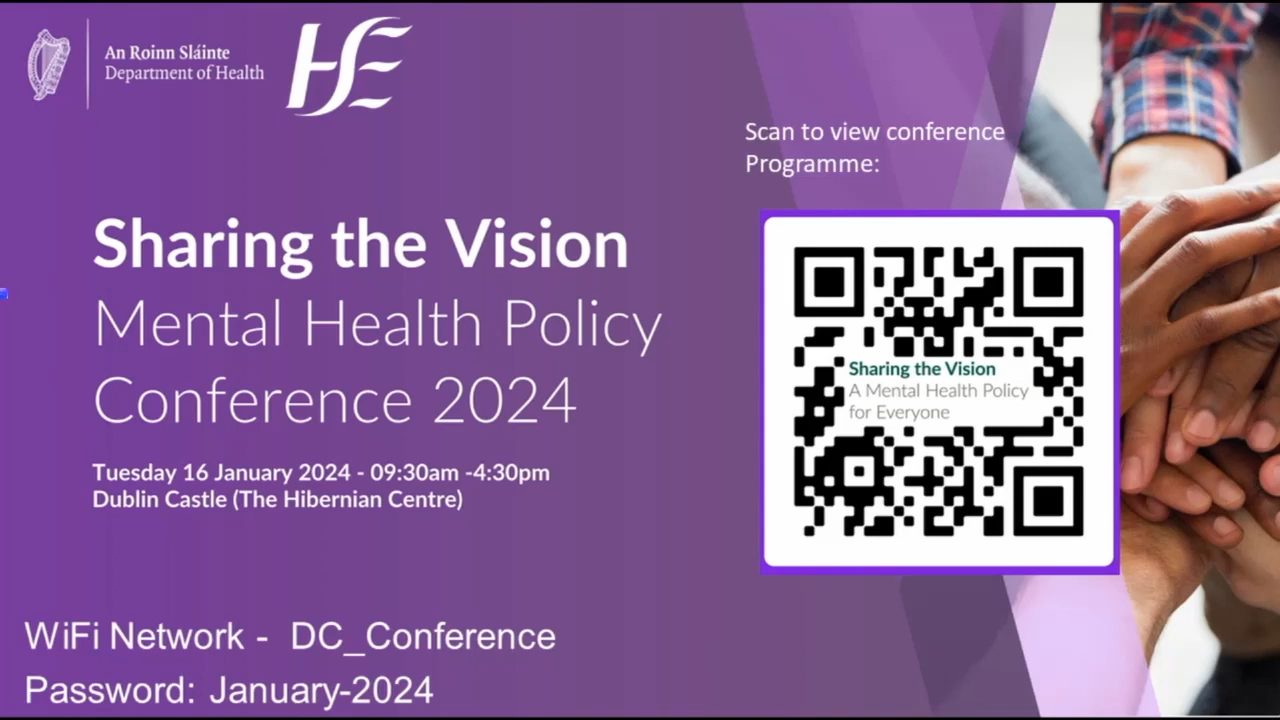 An Roinn Sláinte
Department of Health
HSE
Scan to view conference
Programme:
Sharing the Vision
Mental Health Policy
Conference 2024
Tuesday 16 January 2024 - 09:30am -4:30pm
Dublin Castle (The Hibernian Centre)
Sharing the Vision
A Mental Health Policy
for Everyone
WiFi Network -  DC_Conference
Password: January-2024